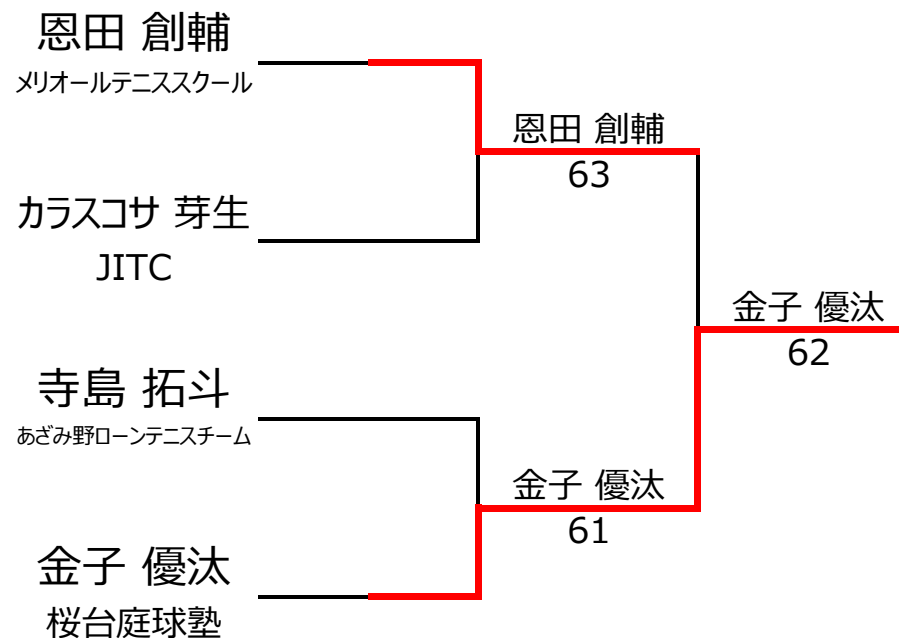 恩田 創輔
メリオールテニススクール
恩田 創輔
63
カラスコサ 芽生
JITC
金子 優汰
62
寺島 拓斗
あざみ野ローンテニスチーム
金子 優汰
61
金子 優汰
桜台庭球塾